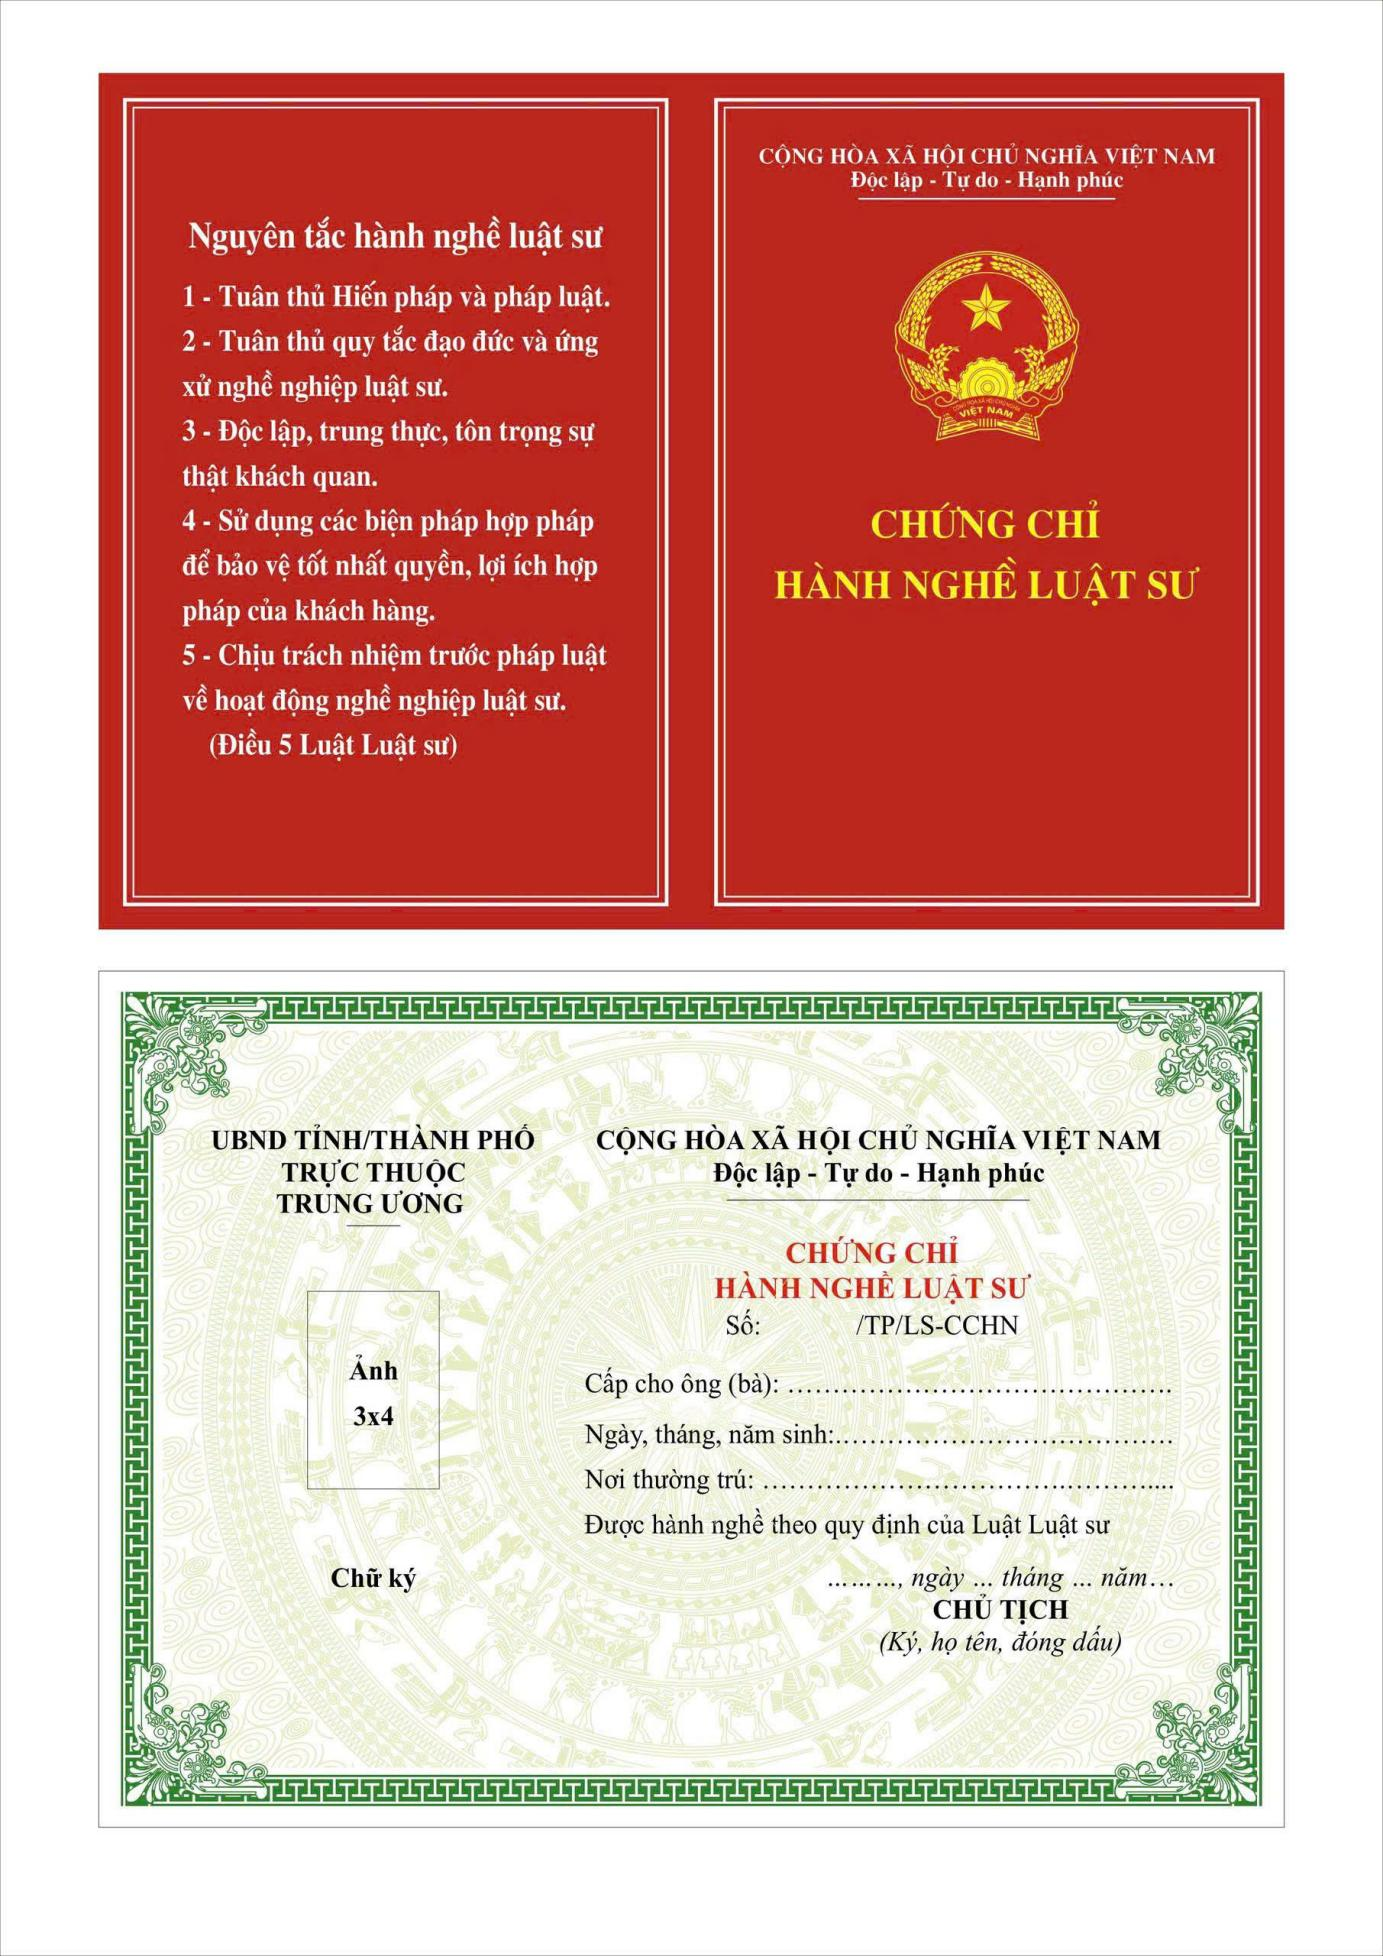 Nguyên tắc hành nghề luật sư
1 - Tuân thủ Hiến pháp và pháp luật.
2 - Tuân thủ quy tắc đạo đức và ứng
xử nghề nghiệp luật sư.
3 - Độc lập, trung thực, tôn trọng sự
thật khách quan.
4 - Sử dụng các biện pháp hợp pháp
để bảo vệ tốt nhất quyền, lợi ích hợp
pháp của khách hàng.
5 - Chịu trách nhiệm trước pháp luật
về hoạt động nghề nghiệp luật sư.
(Điều 5 Luật Luật sư)
CỘNG HÒA XÃ HỘI CHỦ NGHĨA VIỆT NAM
Độc lập - Tự do - Hạnh phúc
CỘNG HÒA XÃ HỘI CHỦ NGHĨA
VIỆT NAM
CHỨNG CHỈ
HÀNH NGHỀ LUẬT SƯ
UBND TỈNH/THÀNH PHỐ
TRỰC THUỘC
TRUNG ƯƠNG
Ảnh
3x4
Chữ ký
CỘNG HÒA XÃ HỘI CHỦ NGHĨA VIỆT NAM
Độc lập - Tự do - Hạnh phúc
CHỨNG CHỈ
HÀNH NGHỀ LUẬT SƯ
Số: /TP/LS-CCHN
Cấp cho ông (bà): …………………………………….
Ngày, tháng, năm sinh:.……………………………….
Nơi thường trú: …………………………….………....
Được hành nghề theo quy định của Luật Luật sư
………, ngày … tháng … năm…
CHỦ TỊCH
(Ký, họ tên, đóng dấu)